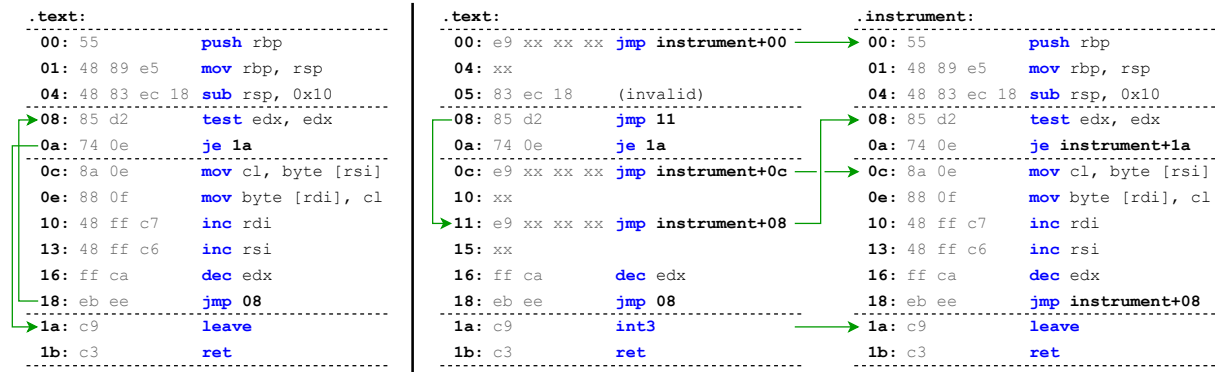 .text:
00: 55 push rbp
01: 48 89 e5 mov rbp, rsp
04: 48 83 ec 18 sub rsp, 0x10
08: 85 d2 test edx, edx
0a: 74 0e je 1a
0c: 8a 0e mov cl, byte [rsi]
0e: 88 0f mov byte [rdi], cl
10: 48 ff c7 inc rdi
13: 48 ff c6 inc rsi
16: ff ca dec edx
18: eb ee jmp 08
1a: c9 leave
1b: c3 ret
.text:
00: e9 xx xx xx jmp instrument+00
04: xx
05: 83 ec 18 (invalid)
08: 85 d2 jmp 11
0a: 74 0e je 1a
0c: e9 xx xx xx jmp instrument+0c
10: xx
11: e9 xx xx xx jmp instrument+08
15: xx
16: ff ca dec edx
18: eb ee jmp 08
1a: c9 int3
1b: c3 ret
.instrument:
00: 55 push rbp
01: 48 89 e5 mov rbp, rsp
04: 48 83 ec 18 sub rsp, 0x10
08: 85 d2 test edx, edx
0a: 74 0e je instrument+1a
0c: 8a 0e mov cl, byte [rsi]
0e: 88 0f mov byte [rdi], cl
10: 48 ff c7 inc rdi
13: 48 ff c6 inc rsi
16: ff ca dec edx
18: eb ee jmp instrument+08
1a: c9 leave
1b: c3 ret